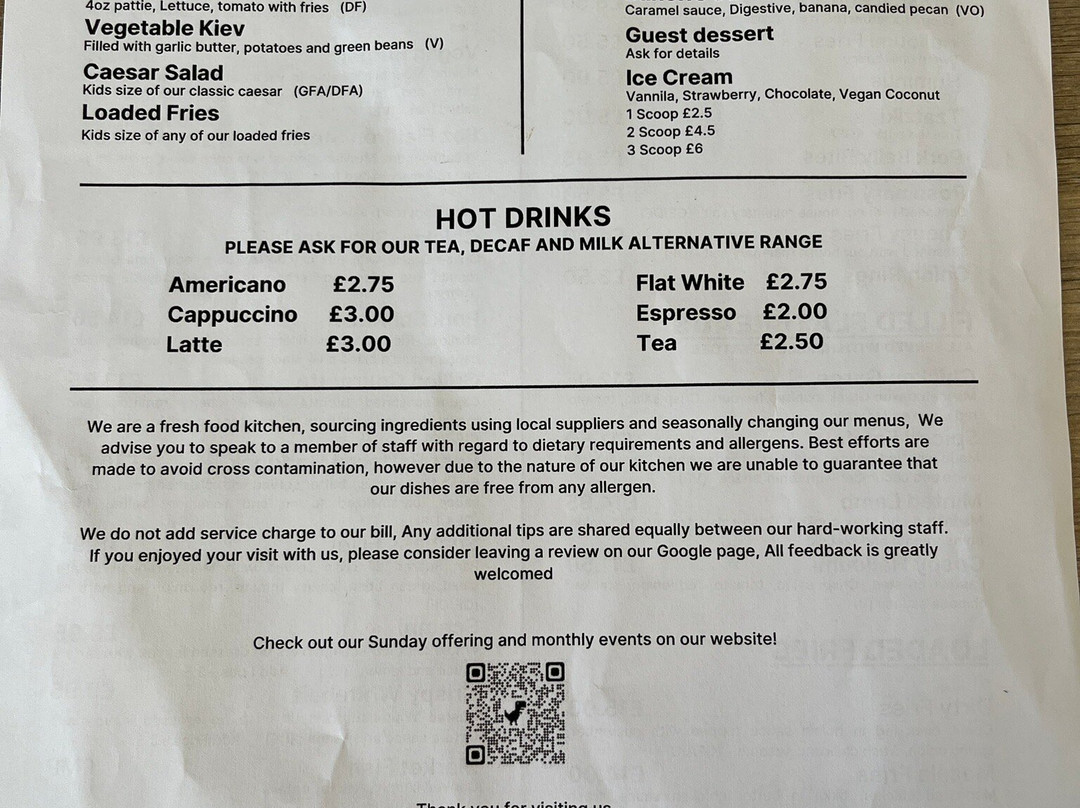 4oz pattie, Lettuce, tomato with fries (DF)
Vegetable Kiev
Filled with garlic butter, potatoes and green beans (V)
Caesar Salad
Kids size of our classic caesar (GFA/DFA)
Loaded Fries
Kids size of any of our loaded fries
Caramel sauce, Digestive, banana, candied pecan (VO)
Guest dessert
Ask for details
Ice Cream
Vannila, Strawberry, Chocolate, Vegan Coconut
1 Scoop £2.5
2 Scoop £4.5
3 Scoop £6
HOT DRINKS
PLEASE ASK FOR OUR TEA, DECAF AND MILK ALTERNATIVE RANGE
Americano £2.75
Cappuccino £3.00
Latte £3.00
Flat White £2.75
Espresso £2.00
Tea £2.50
We are a fresh food kitchen, sourcing ingredients using local suppliers and seasonally changing our menus, We
advise you to speak to a member of staff with regard to dietary requirements and allergens. Best efforts are
made to avoid cross contamination, however due to the nature of our kitchen we are unable to guarantee that
our dishes are free from any allergen.
We do not add service charge to our bill, Any additional tips are shared equally between our hard-working staff.
If you enjoyed your visit with us, please consider leaving a review on our Google page, All feedback is greatly
welcomed
Check out our Sunday offering and monthly events on our website!
Thank you for visiting us